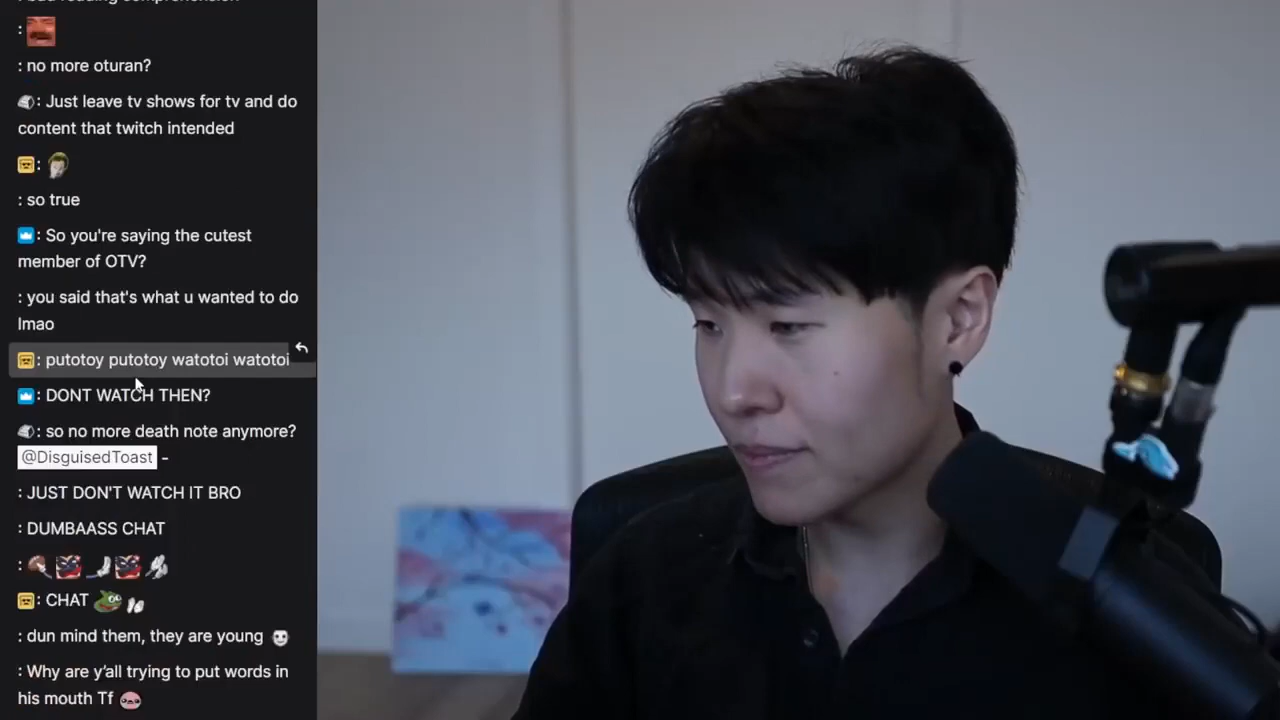 : no more oturan?
: Just leave tv shows for tv and do
content that twitch intended
:
: so true
: So you're saying the cutest
member of OTV?
: you said that's what u wanted to do
lmao
: putotoy putotoy watotoi watotoi
: DONT WATCH THEN?
: so no more death note anymore?
@DisguisedToast -
: JUST DON'T WATCH IT BRO
: DUMBAASS CHAT
:
: CHAT
: dun mind them, they are young
: Why are y'all trying to put words in
his mouth Tf